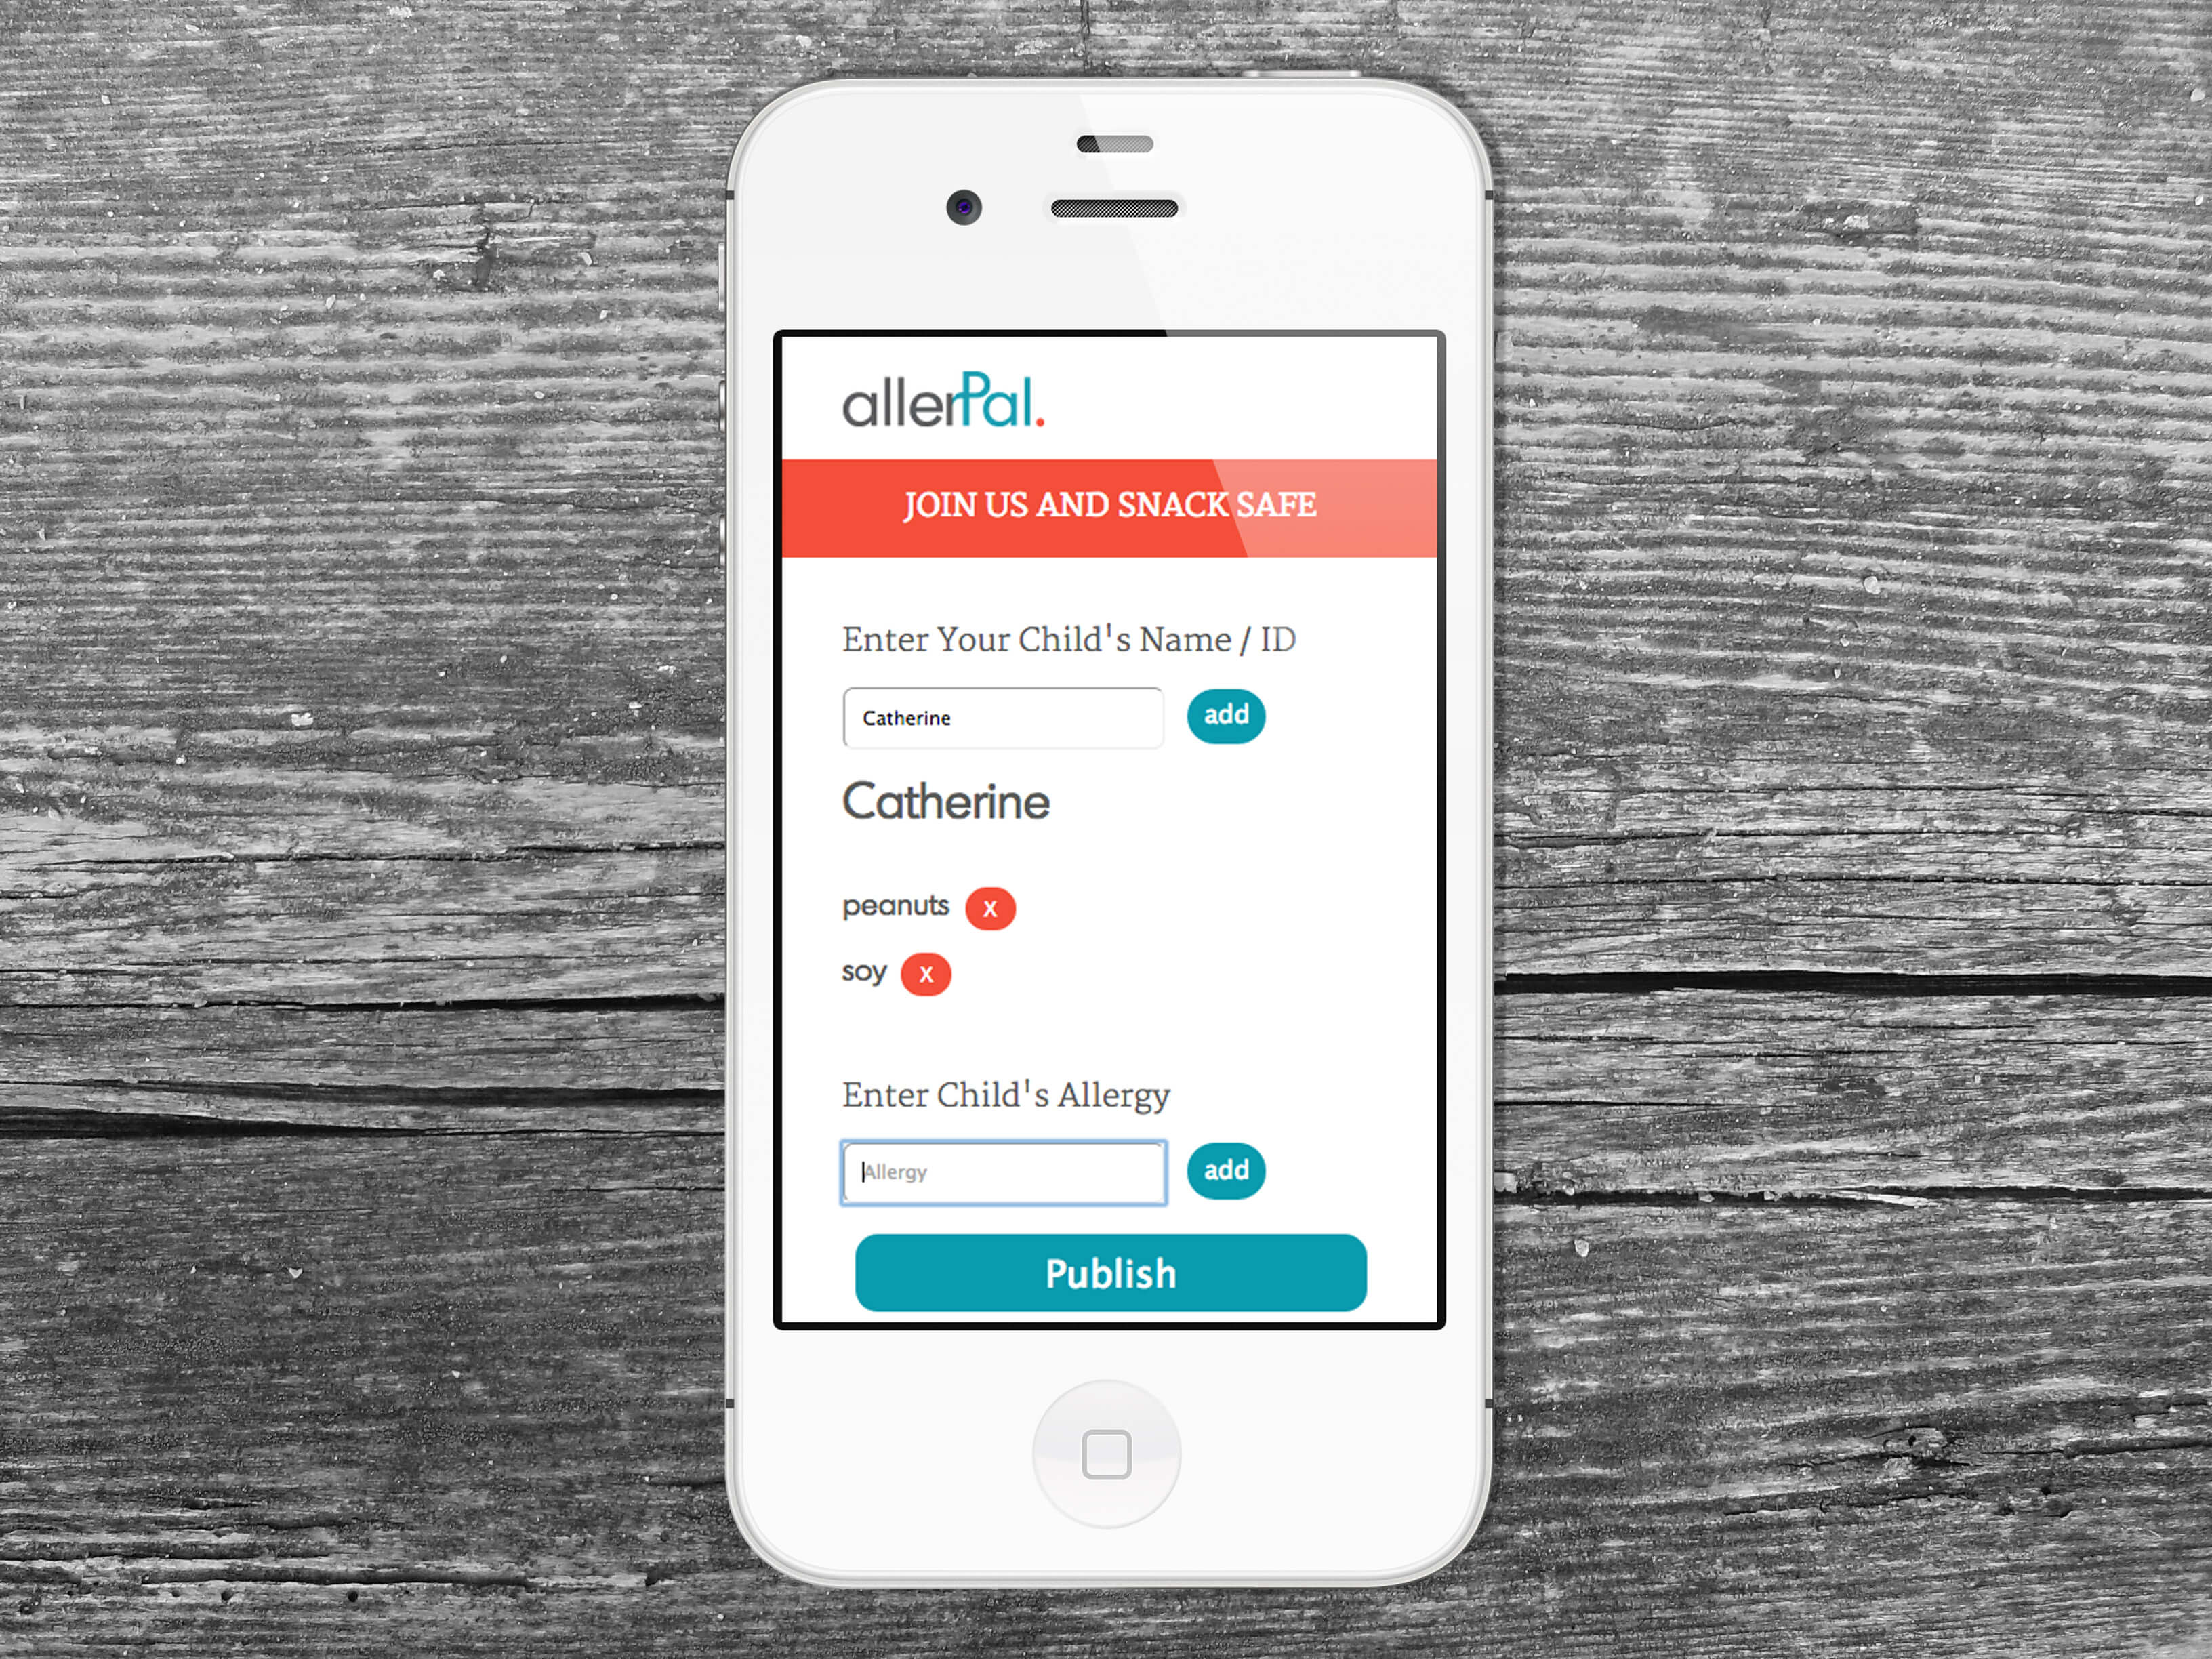 allerPal.
JOIN US AND SNACK SAFE
Enter Your Child's Name / ID
Catherine add
Catherine
peanuts x
soy x
Enter Child's Allergy
Allergy add
Publish